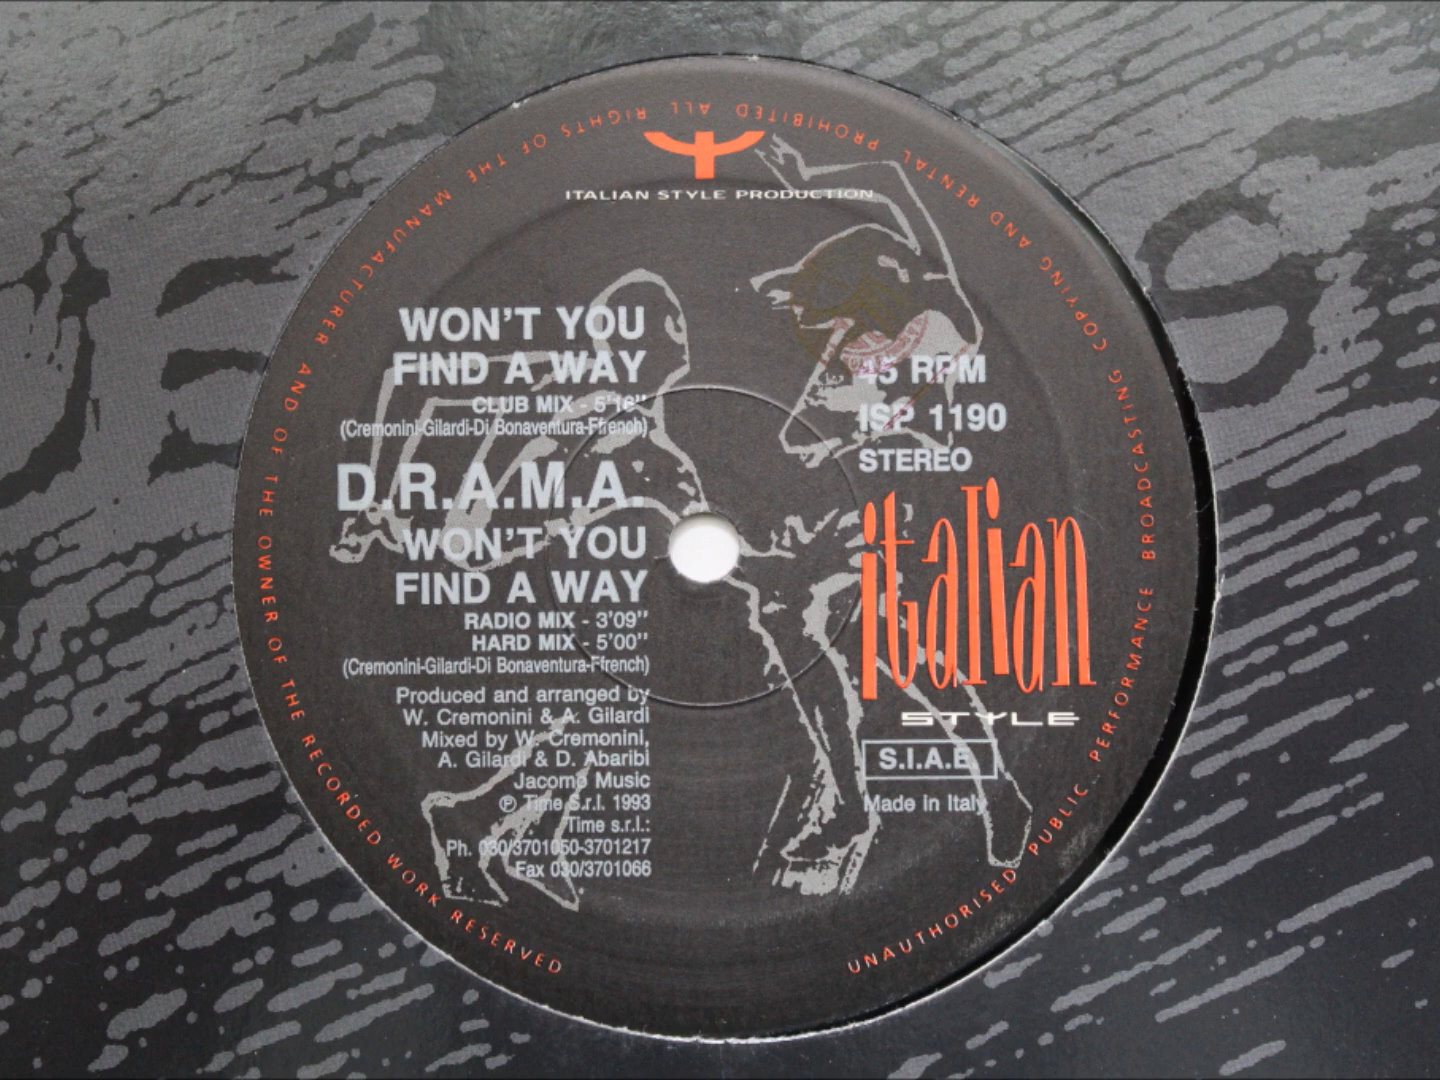 ITALIAN STYLE PRODUCTION
WON'T YOU
FIND A WAY
CLUB MIX - 5'16"
(Cremonini-Gilardi-Di Bonaventura-Ffrench)
D.R.A.M.A.
WON'T YOU
FIND A WAY
RADIO MIX - 3'09"
HARD MIX - 5'00"
(Cremonini-Gilardi-Di Bonaventura-Ffrench)
Produced and arranged by
W. Cremonini & A. Gilardi
Mixed by W. Cremonini,
A. Gilardi & D. Abaribi
Jacomo Music
℗ Time S.r.l. 1993
Time s.r.l.:
Ph. 030/3701050-3701217
Fax 030/3701066
45 RPM
ISP 1190
STEREO
italian
STYLE
S.I.A.E.
Made in Italy
ALL RIGHTS OF THE MANUFACTURER AND OF THE OWNER OF THE RECORDED WORK RESERVED
UNAUTHORISED PUBLIC PERFORMANCE BROADCASTING COPYING AND RENTAL PROHIBITED